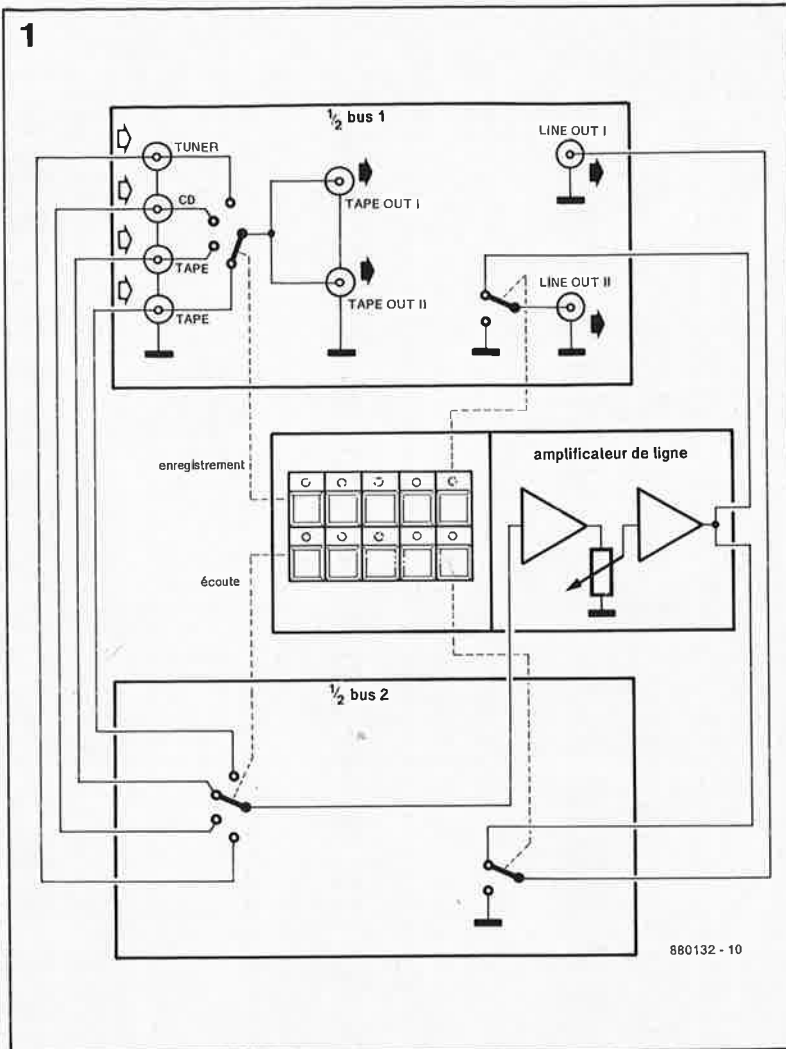 1
½ bus 1
TUNER
CD
TAPE
TAPE
TAPE OUT I
TAPE OUT II
LINE OUT I
LINE OUT II
enregistrement
écoute
amplificateur de ligne
½ bus 2
880132 - 10